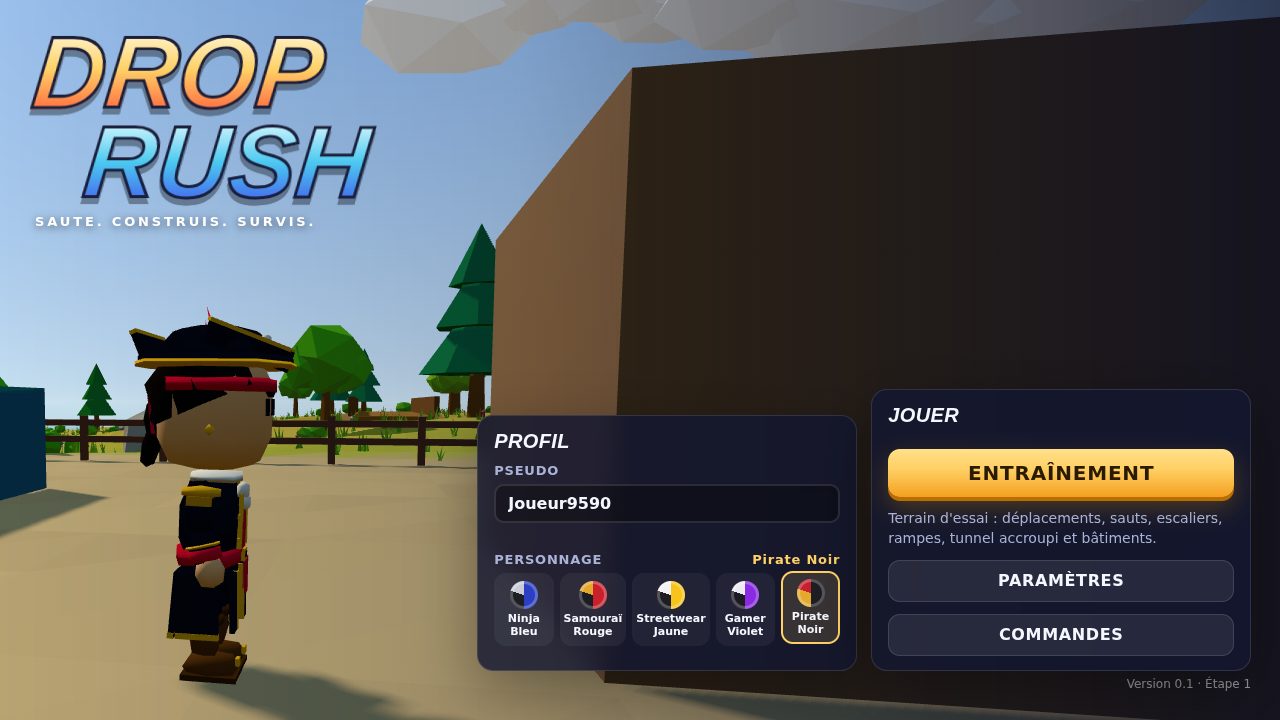 DROP
RUSH
SAUTE. CONSTRUIS. SURVIS.
PROFIL
PSEUDO
Joueur9590
PERSONNAGE
Pirate Noir
Ninja
Bleu
Samouraï
Rouge
Streetwear
Jaune
Gamer
Violet
Pirate
Noir
JOUER
ENTRAÎNEMENT
Terrain d'essai : déplacements, sauts, escaliers,
rampes, tunnel accroupi et bâtiments.
PARAMÈTRES
COMMANDES
Version 0.1 · Étape 1